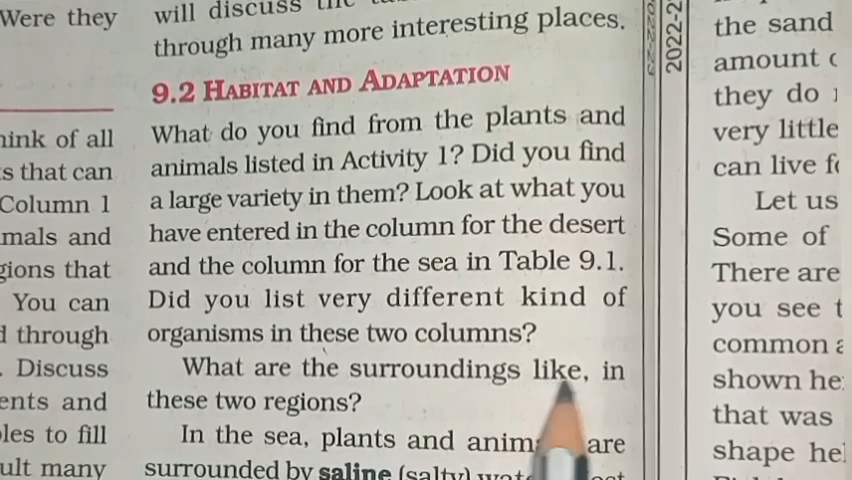 Were they
hink of all
s that can
Column 1
mals and
gions that
You can
d through
. Discuss
ents and
les to fill
ult many
will discuss
through many more interesting places.
9.2 HABITAT AND ADAPTATION
What do you find from the plants and
animals listed in Activity 1? Did you find
a large variety in them? Look at what you
have entered in the column for the desert
and the column for the sea in Table 9.1.
Did you list very different kind of
organisms in these two columns?
What are the surroundings like, in
these two regions?
In the sea, plants and anim are
surrounded by saline (salty)
2022-23
the sand
amount
they do
very little
can live
Let us
Some of
There are
you see t
common a
shown he
that was
shape hel